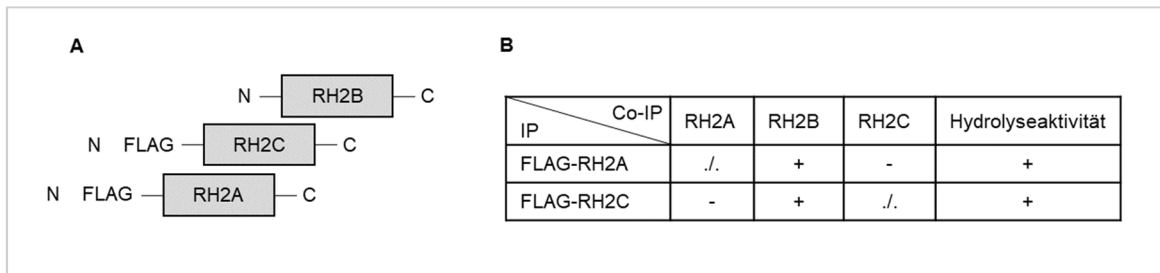 A
N RH2B C
N FLAG RH2C C
N FLAG RH2A C
B
Co-IP
IP RH2A RH2B RH2C Hydrolyseaktivität
FLAG-RH2A ./. + - +
FLAG-RH2C - + ./. +